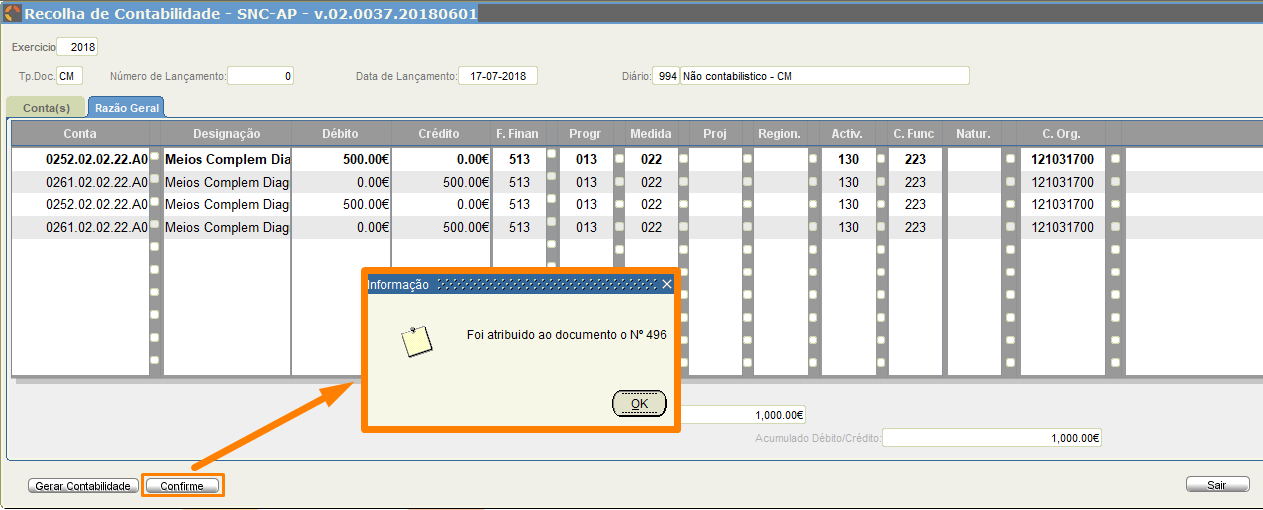 Recolha de Contabilidade - SNC-AP - v.02.0037.20180601
Exercicio 2018
Tp.Doc. CM Número de Lançamento: 0 Data de Lançamento: 17-07-2018 Diário: 994 Não contabilistico - CM
Conta(s) Razão Geral
Conta Designação Débito Crédito F. Finan Progr Medida Proj Region. Activ. C. Func Natur. C. Org.
0252.02.02.22.A0 Meios Complem Dia 500.00€ 0.00€ 513 013 022 130 223 121031700
0261.02.02.22.A0 Meios Complem Diag 0.00€ 500.00€ 513 013 022 130 223 121031700
0252.02.02.22.A0 Meios Complem Diag 500.00€ 0.00€ 513 013 022 130 223 121031700
0261.02.02.22.A0 Meios Complem Diag 0.00€ 500.00€ 513 013 022 130 223 121031700
Informação
Foi atribuido ao documento o Nº 496
OK
1,000.00€
Acumulado Débito/Crédito: 1,000.00€
Gerar Contabilidade Confirme Sair